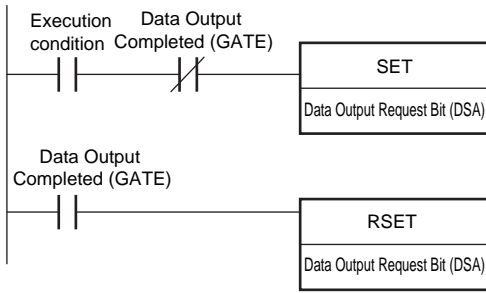 Execution condition
Data Output Completed (GATE)
SET
Data Output Request Bit (DSA)
Data Output
Completed (GATE)
RSET
Data Output Request Bit (DSA)